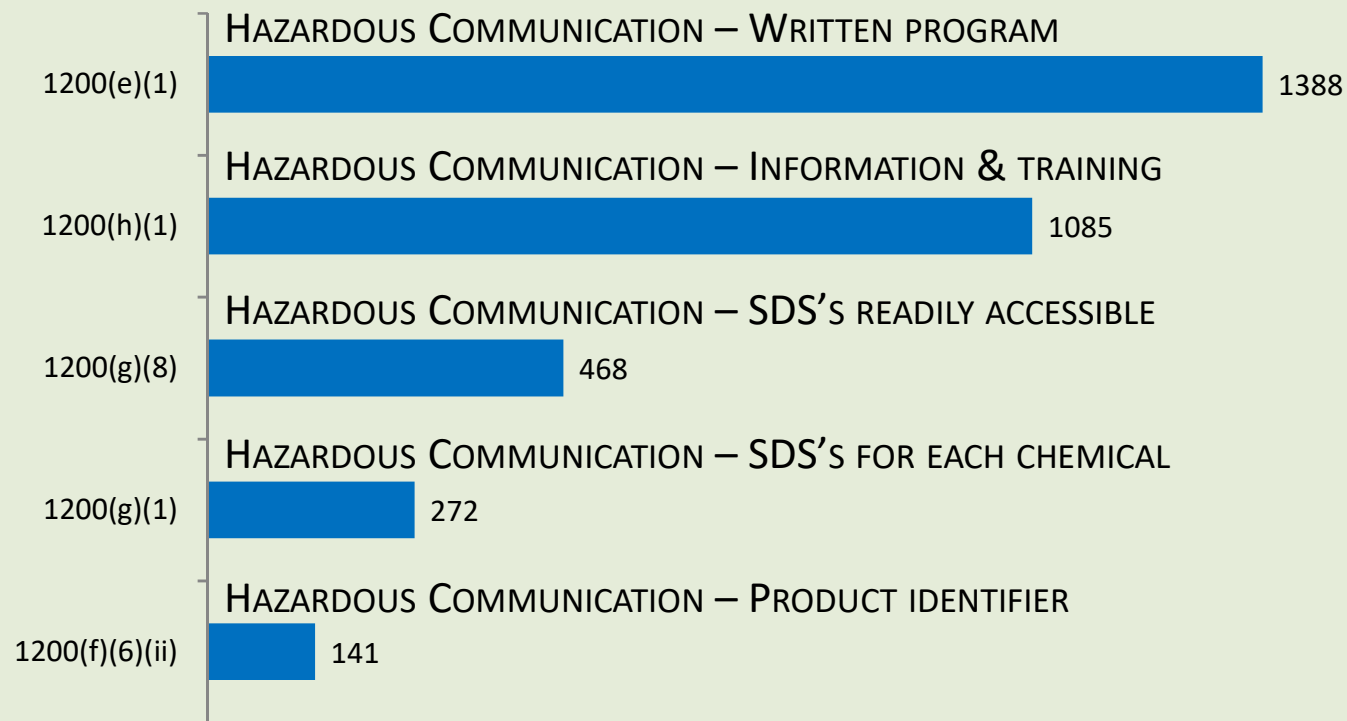 Hazardous Communication – Written program
1200(e)(1) 1388
Hazardous Communication – Information & training
1200(h)(1) 1085
Hazardous Communication – SDS’s readily accessible
1200(g)(8) 468
Hazardous Communication – SDS’s for each chemical
1200(g)(1) 272
Hazardous Communication – Product identifier
1200(f)(6)(ii) 141